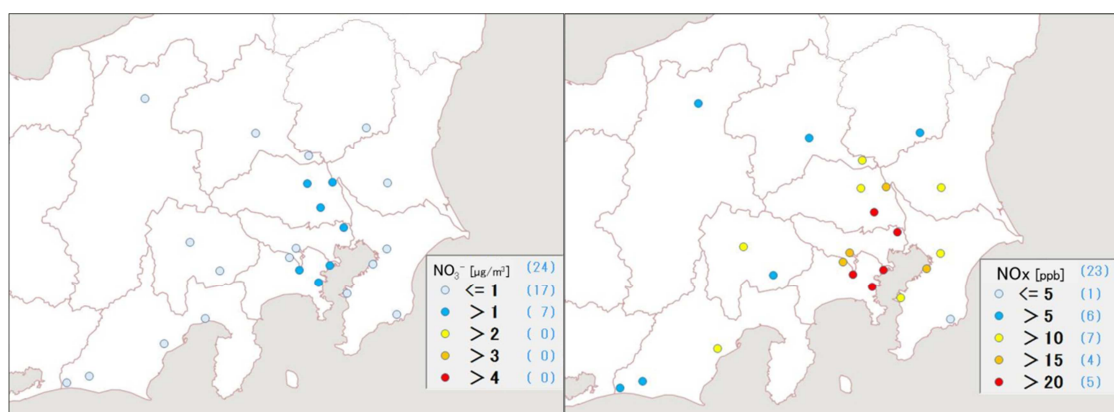 NO₃⁻ [μg/m³] (24)
<= 1 (17)
> 1 ( 7)
> 2 ( 0)
> 3 ( 0)
> 4 ( 0)
NOx [ppb] (23)
<= 5 (1)
> 5 (6)
> 10 (7)
> 15 (4)
> 20 (5)